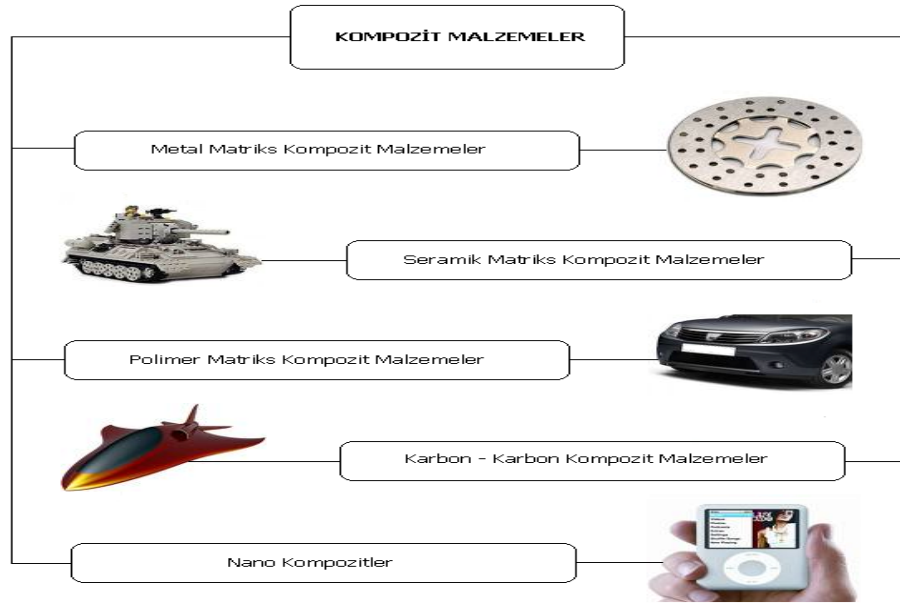 KOMPOZİT MALZEMELER
Metal Matriks Kompozit Malzemeler
Seramik Matriks Kompozit Malzemeler
Polimer Matriks Kompozit Malzemeler
Karbon - Karbon Kompozit Malzemeler
Nano Kompozitler